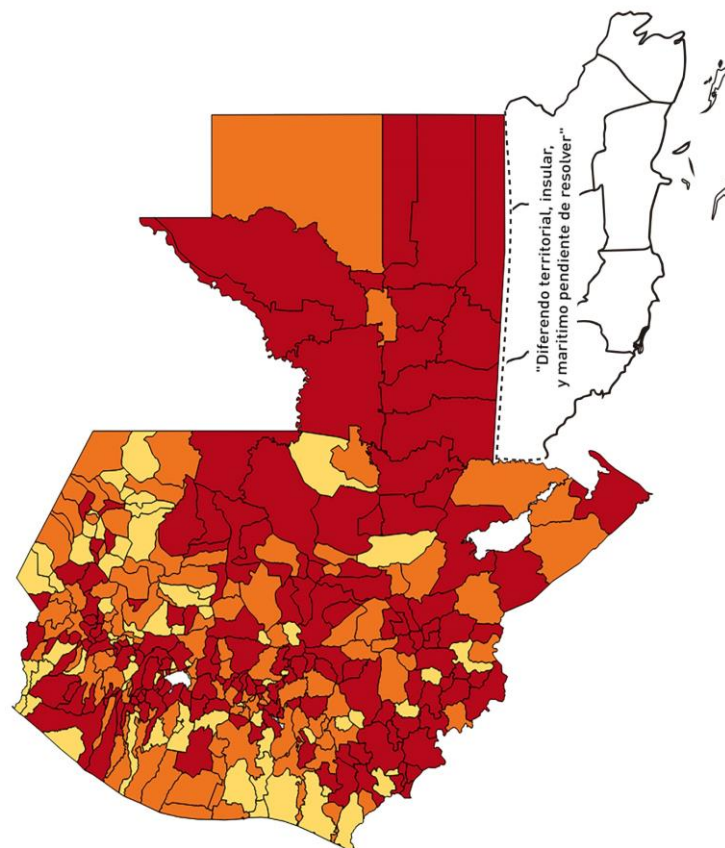 "Diferendo territorial, insular,
y marítimo pendiente de resolver"